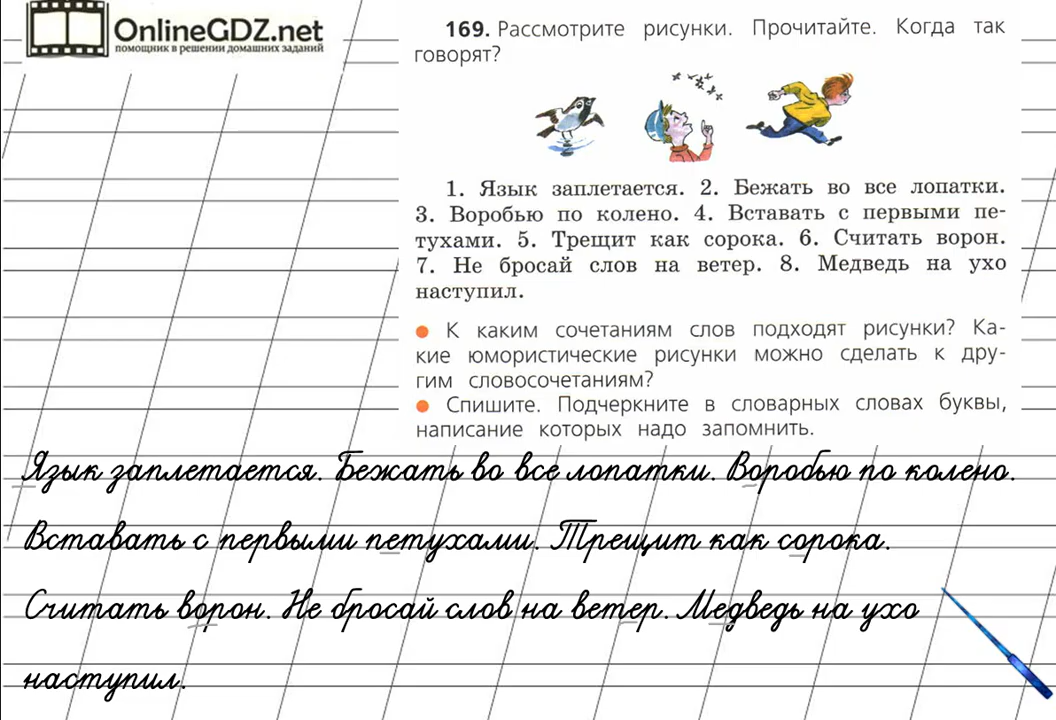 OnlineGDZ.net
помощник в решении домашних заданий
169. Рассмотрите рисунки. Прочитайте. Когда так
говорят?
1. Язык заплетается. 2. Бежать во все лопатки.
3. Воробью по колено. 4. Вставать с первыми пе-
тухами. 5. Трещит как сорока. 6. Считать ворон.
7. Не бросай слов на ветер. 8. Медведь на ухо
наступил.
К каким сочетаниям слов подходят рисунки? Ка-
кие юмористические рисунки можно сделать к дру-
гим словосочетаниям?
Спишите. Подчеркните в словарных словах буквы,
написание которых надо запомнить.
Язык заплетается. Бежать во все лопатки. Воробью по колено.
Вставать с первыми петухами. Трещит как сорока.
Считать ворон. Не бросай слов на ветер. Медведь на ухо
наступил.